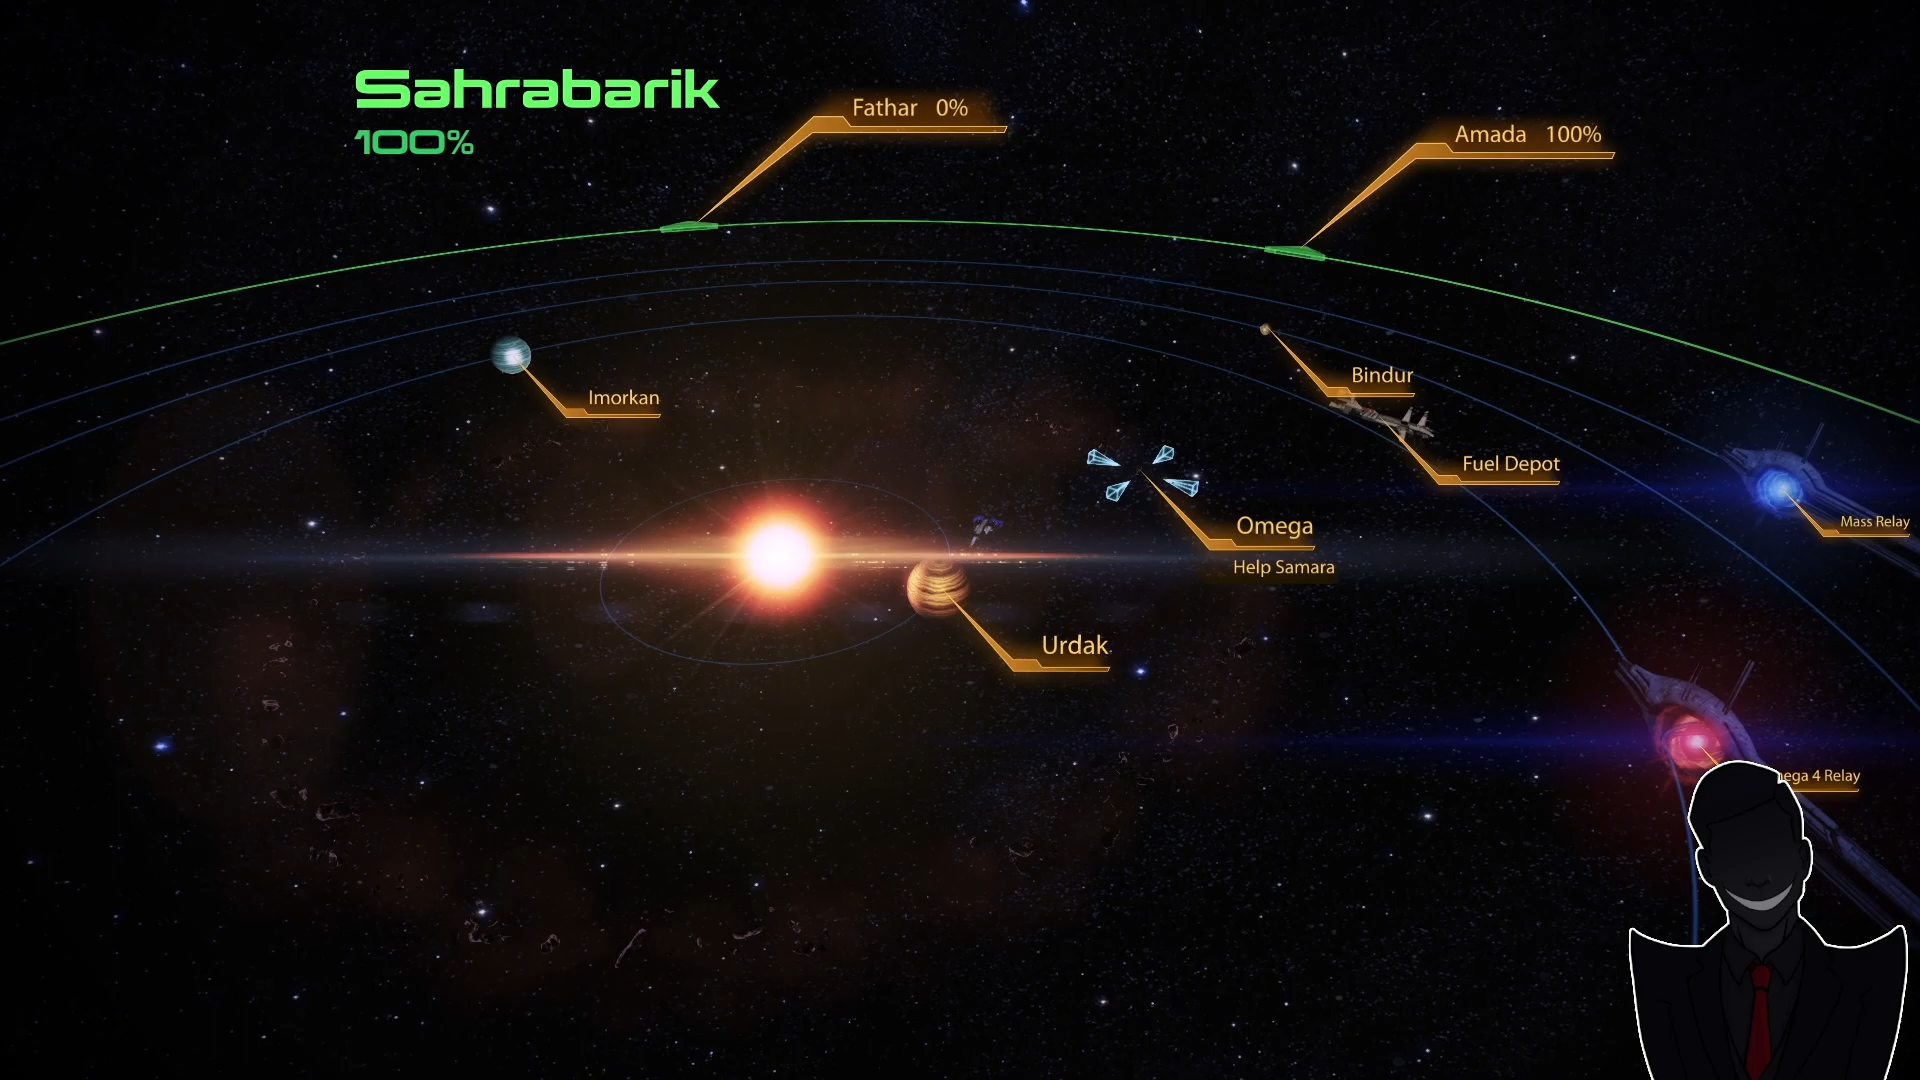 Sahrabarik
100%
Fathar 0%
Amada 100%
Imorkan
Bindur
Fuel Depot
Omega
Help Samara
Mass Relay
Urdak
4 Relay